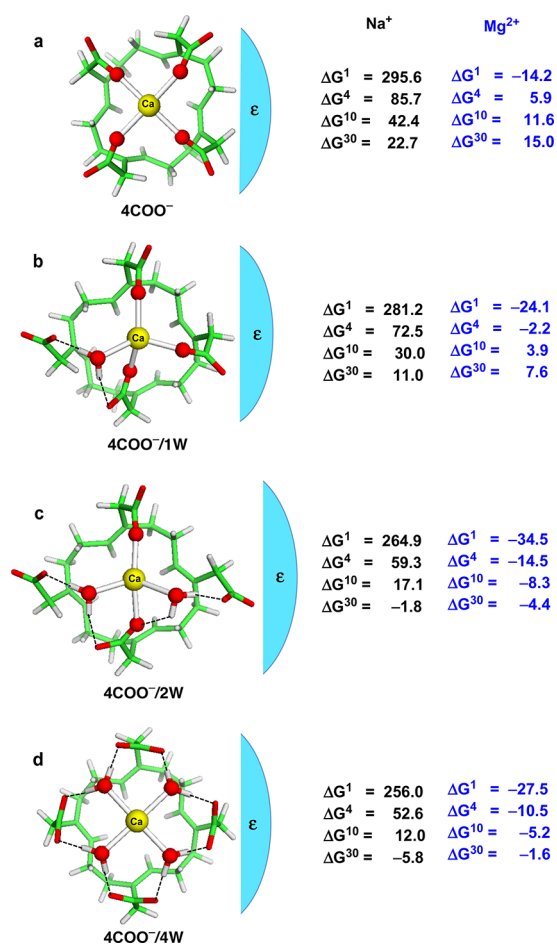 Na⁺ Mg²⁺
a
Ca
ε
ΔG¹ = 295.6 ΔG¹ = −14.2
ΔG⁴ = 85.7 ΔG⁴ = 5.9
ΔG¹⁰ = 42.4 ΔG¹⁰ = 11.6
ΔG³⁰ = 22.7 ΔG³⁰ = 15.0
4COO⁻
b
Ca
ε
ΔG¹ = 281.2 ΔG¹ = −24.1
ΔG⁴ = 72.5 ΔG⁴ = −2.2
ΔG¹⁰ = 30.0 ΔG¹⁰ = 3.9
ΔG³⁰ = 11.0 ΔG³⁰ = 7.6
4COO⁻/1W
c
Ca
ε
ΔG¹ = 264.9 ΔG¹ = −34.5
ΔG⁴ = 59.3 ΔG⁴ = −14.5
ΔG¹⁰ = 17.1 ΔG¹⁰ = −8.3
ΔG³⁰ = −1.8 ΔG³⁰ = −4.4
4COO⁻/2W
d
Ca
ε
ΔG¹ = 256.0 ΔG¹ = −27.5
ΔG⁴ = 52.6 ΔG⁴ = −10.5
ΔG¹⁰ = 12.0 ΔG¹⁰ = −5.2
ΔG³⁰ = −5.8 ΔG³⁰ = −1.6
4COO⁻/4W